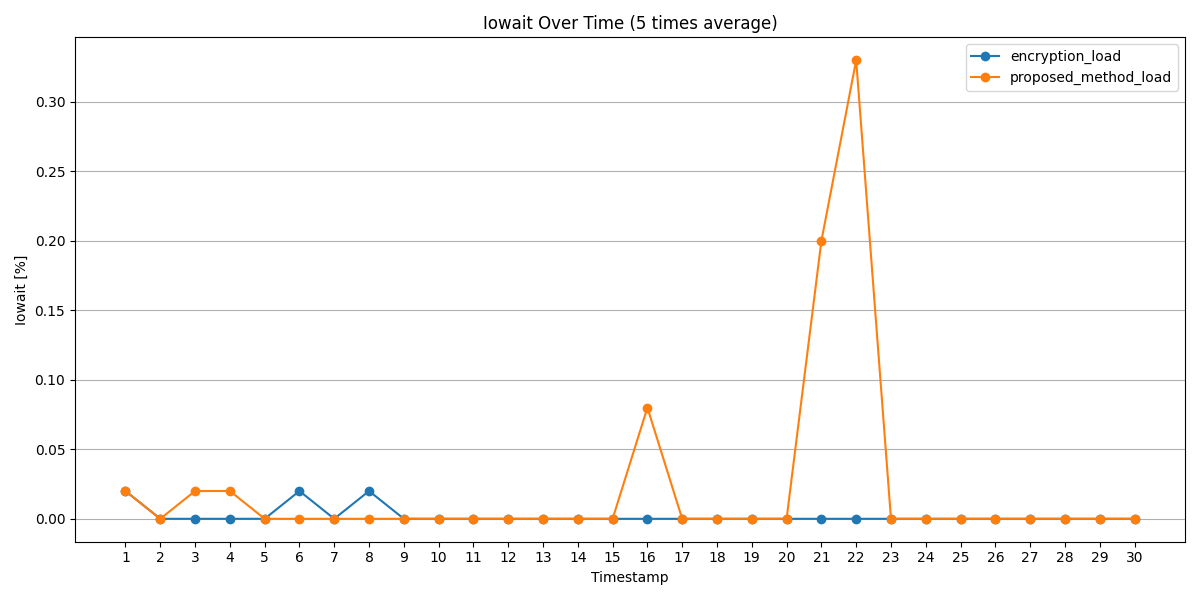 Iowait Over Time (5 times average)
encryption_load
proposed_method_load
Iowait [%]
0.30
0.25
0.20
0.15
0.10
0.05
0.00
1 2 3 4 5 6 7 8 9 10 11 12 13 14 15 16 17 18 19 20 21 22 23 24 25 26 27 28 29 30
Timestamp